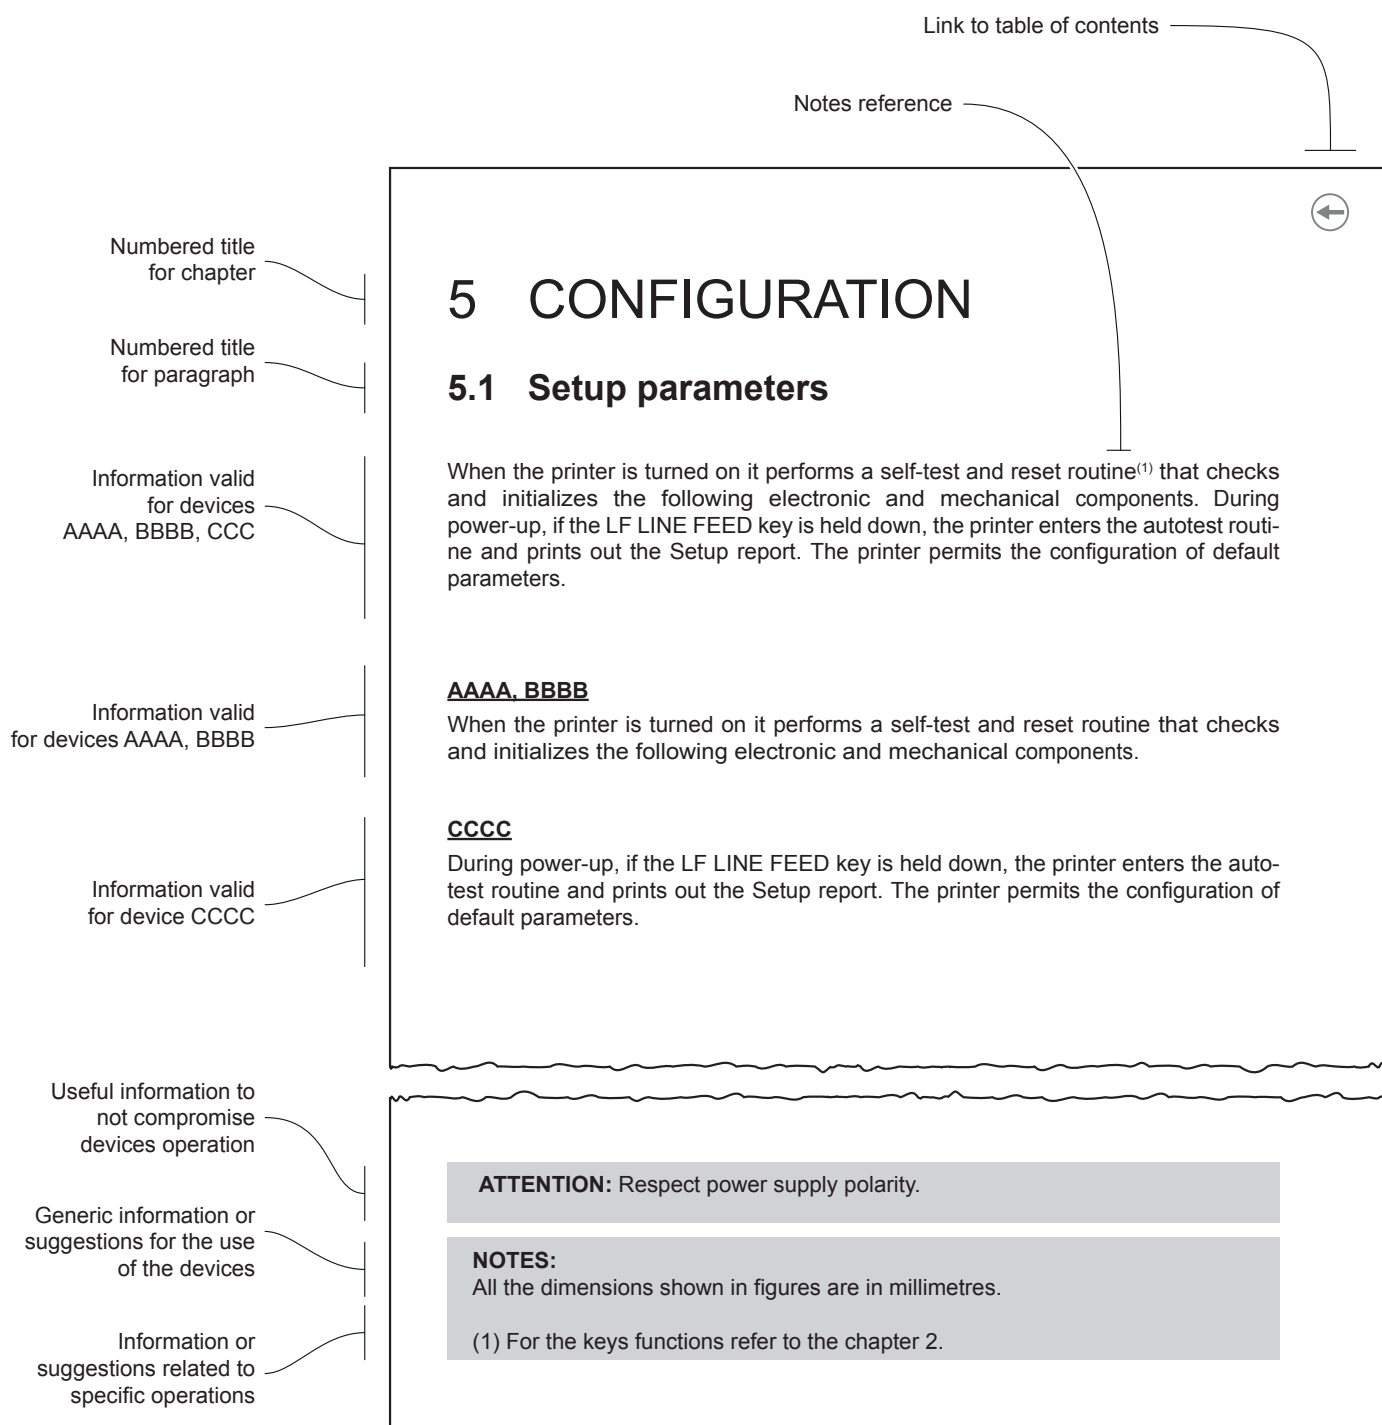 Link to table of contents
Notes reference
Numbered title
for chapter
5 CONFIGURATION
Numbered title
for paragraph
5.1 Setup parameters
Information valid
for devices
AAAA, BBBB, CCC
When the printer is turned on it performs a self-test and reset routine(1) that checks
and initializes the following electronic and mechanical components. During
power-up, if the LF LINE FEED key is held down, the printer enters the autotest routi-
ne and prints out the Setup report. The printer permits the configuration of default
parameters.
Information valid
for devices AAAA, BBBB
AAAA, BBBB
When the printer is turned on it performs a self-test and reset routine that checks
and initializes the following electronic and mechanical components.
Information valid
for device CCCC
CCCC
During power-up, if the LF LINE FEED key is held down, the printer enters the auto-
test routine and prints out the Setup report. The printer permits the configuration of
default parameters.
Useful information to
not compromise
devices operation
ATTENTION: Respect power supply polarity.
Generic information or
suggestions for the use
of the devices
NOTES:
All the dimensions shown in figures are in millimetres.
Information or
suggestions related to
specific operations
(1) For the keys functions refer to the chapter 2.